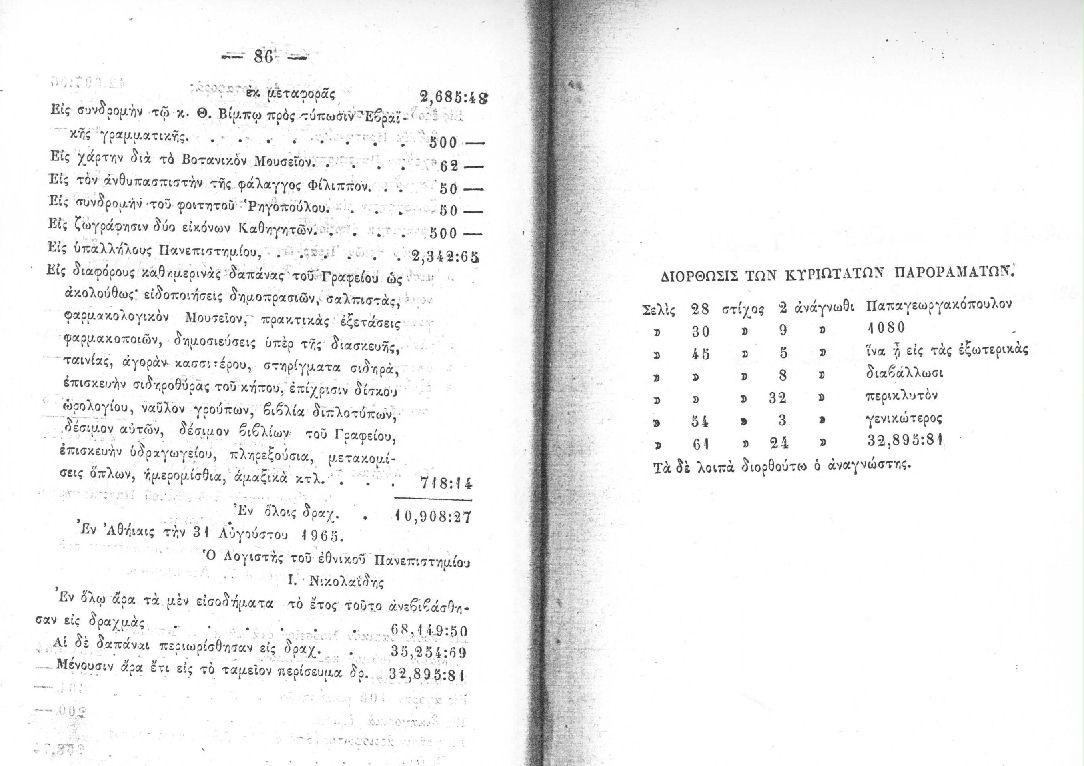 — 86 —
ἐκ μεταφορᾶς 2,685:48
Εἰς συνδρομὴν τῷ κ. Θ. Βίμπῳ πρὸς τύπωσιν Ἑβραϊ-
κῆς γραμματικῆς. . . . . . . . 500 —
Εἰς χάρτην διὰ τὸ Βοτανικὸν Μουσεῖον. . . . . 62 —
Εἰς τὸν ἀνθυπασπιστὴν τῆς φάλαγγος Φίλιππον. . . 50 —
Εἰς συνδρομὴν τοῦ φοιτητοῦ Ῥηγοπούλου. . . . . 50 —
Εἰς ζωγράφησιν δύο εἰκόνων Καθηγητῶν. . . . . 500 —
Εἰς ὑπαλλήλους Πανεπιστημίου, . . . . . . 2,342:65
Εἰς διαφόρους καθημερινὰς δαπάνας τοῦ Γραφείου ὡς
ἀκολούθως· εἰδοποιήσεις δημοπρασιῶν, σαλπιστὰς,
φαρμακολογικὸν Μουσεῖον, πρακτικὰς ἐξετάσεις
φαρμακοποιῶν, δημοσιεύσεις ὑπὲρ τῆς διασκευῆς,
ταινίας, ἀγορὰν κασσιτέρου, στηρίγματα σιδηρᾶ,
ἐπισκευὴν σιδηροθύρας τοῦ κήπου, ἐπίχρισιν δίσκου
ὡρολογίου, ναῦλον γρούπων, βιβλία διπλοτύπων,
δέσιμον αὐτῶν, δέσιμον βιβλίων τοῦ Γραφείου,
ἐπισκευὴν ὑδραγωγείου, πληρεξούσια, μετακομί-
σεις ὅπλων, ἡμερομίσθια, ἁμαξικὰ κτλ. . . . 718:14
Ἐν ὅλοις δραχ. . . 10,908:27
Ἐν Ἀθήναις τὴν 31 Αὐγούστου 1965.
Ὁ Λογιστὴς τοῦ ἐθνικοῦ Πανεπιστημίου
Ι. Νικολαΐδης
Ἐν ὅλῳ ἄρα τὰ μὲν εἰσοδήματα τὸ ἔτος τοῦτο ἀνεβιβάσθη-
σαν εἰς δραχμὰς . . . . . . . 68,149:50
Αἱ δὲ δαπάναι περιωρίσθησαν εἰς δραχ. . . 35,254:69
Μένουσιν ἄρα ἔτι εἰς τὸ ταμεῖον περίσευμα δρ. 32,895:81
ΔΙΟΡΘΩΣΙΣ ΤΩΝ ΚΥΡΙΩΤΑΤΩΝ ΠΑΡΟΡΑΜΑΤΩΝ.
Σελὶς 28 στίχος 2 ἀνάγνωθι Παπαγεωργακόπουλον
» 30 » 9 » 1080
» 45 » 5 » ἵνα ᾖ εἰς τὰς ἐξωτερικὰς
» » » 8 » διαβάλλωσι
» » » 32 » περικλυτὸν
» 54 » 3 » γενικώτερος
» 61 » 24 » 32,895:81
Τὰ δὲ λοιπὰ διορθούτω ὁ ἀναγνώστης.